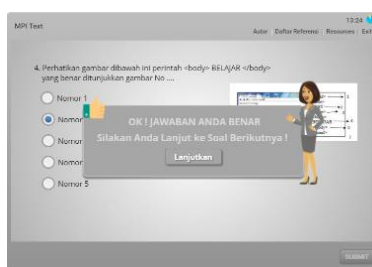 MPI Text
13:24
Autor Daftar Referensi Resources Exit
4. Perhatikan gambar dibawah ini perintah <body> BELAJAR </body>
yang benar ditunjukkan gambar No ....
Nomor 1
Nomor
Nomor
Nomor
Nomor 5
OK ! JAWABAN ANDA BENAR
Silakan Anda Lanjut ke Soal Berikutnya !
Lanjutkan
SUBMIT